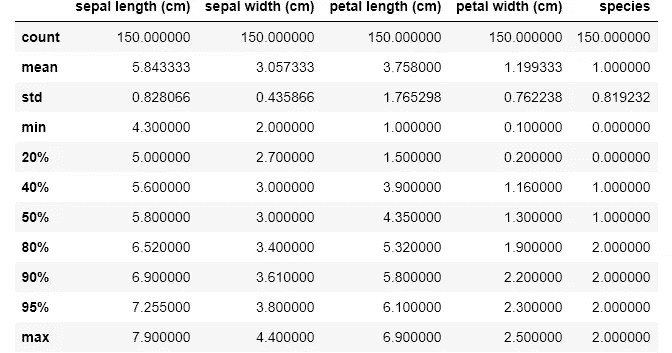 sepal length (cm) sepal width (cm) petal length (cm) petal width (cm) species
count 150.000000 150.000000 150.000000 150.000000 150.000000
mean 5.843333 3.057333 3.758000 1.199333 1.000000
std 0.828066 0.435866 1.765298 0.762238 0.819232
min 4.300000 2.000000 1.000000 0.100000 0.000000
20% 5.000000 2.700000 1.500000 0.200000 0.000000
40% 5.600000 3.000000 3.900000 1.160000 1.000000
50% 5.800000 3.000000 4.350000 1.300000 1.000000
80% 6.520000 3.400000 5.320000 1.900000 2.000000
90% 6.900000 3.610000 5.800000 2.200000 2.000000
95% 7.255000 3.800000 6.100000 2.300000 2.000000
max 7.900000 4.400000 6.900000 2.500000 2.000000